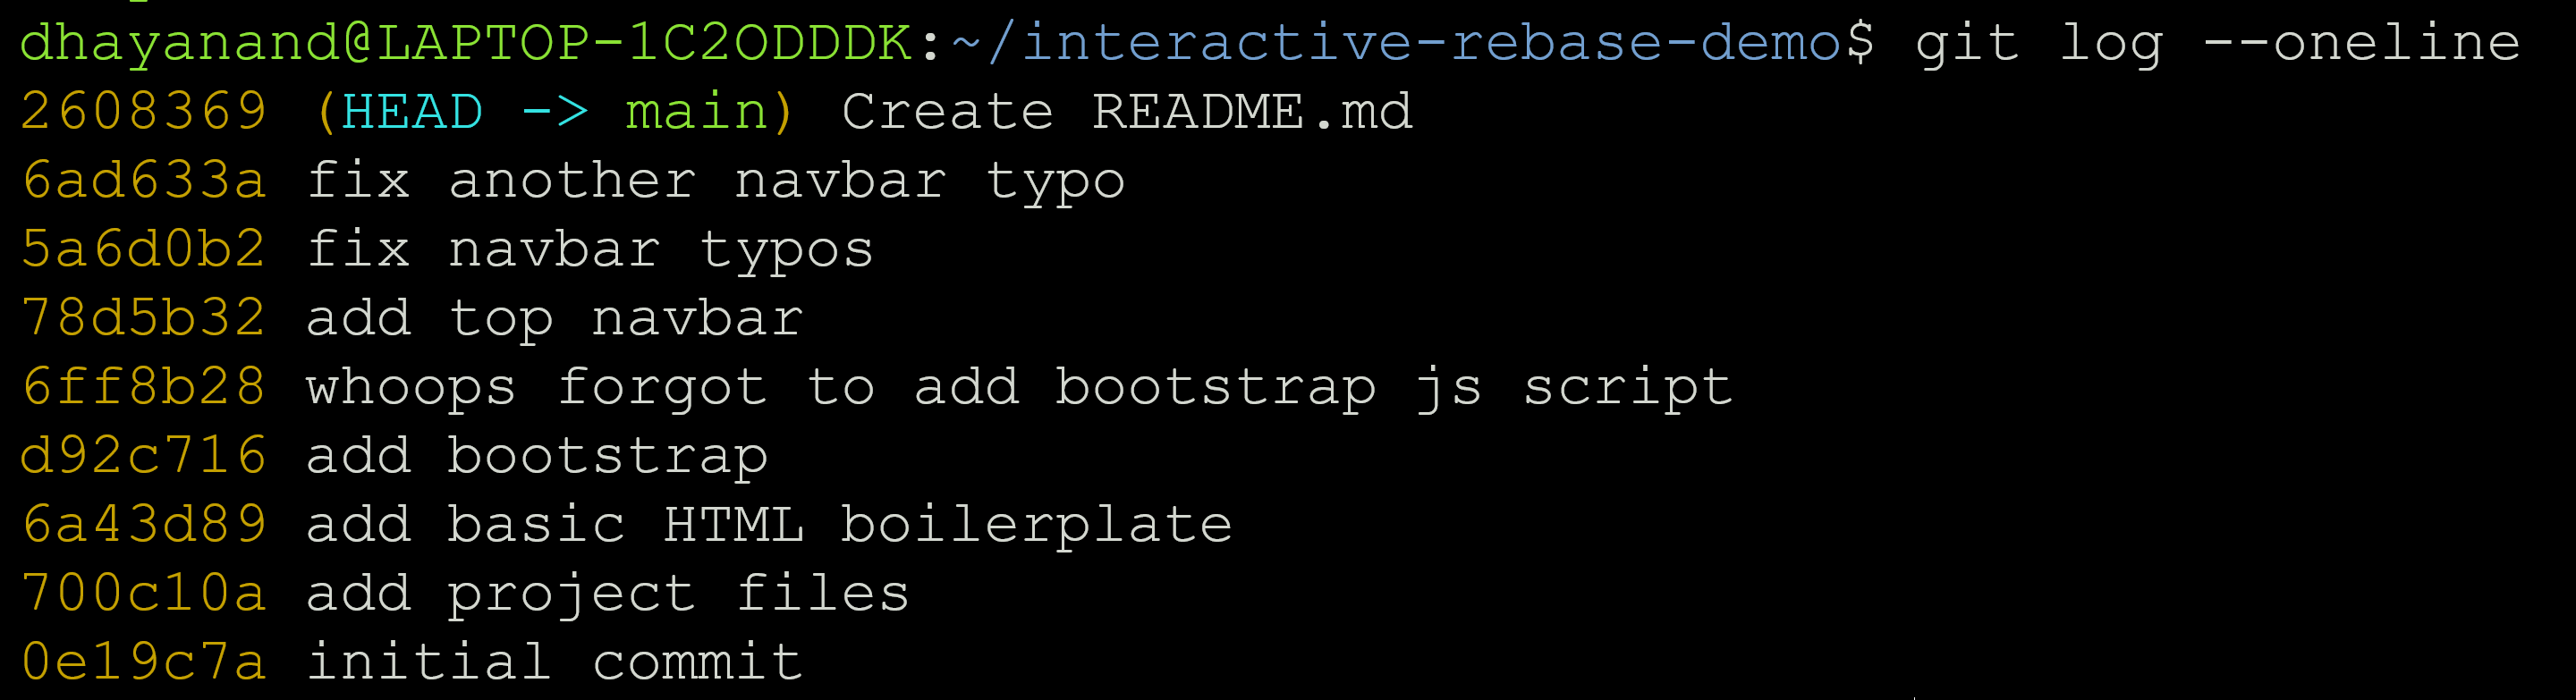 dhayanand@LAPTOP-1C2ODDDK:~/interactive-rebase-demo$ git log --oneline
2608369 (HEAD -> main) Create README.md
6ad633a fix another navbar typo
5a6d0b2 fix navbar typos
78d5b32 add top navbar
6ff8b28 whoops forgot to add bootstrap js script
d92c716 add bootstrap
6a43d89 add basic HTML boilerplate
700c10a add project files
0e19c7a initial commit